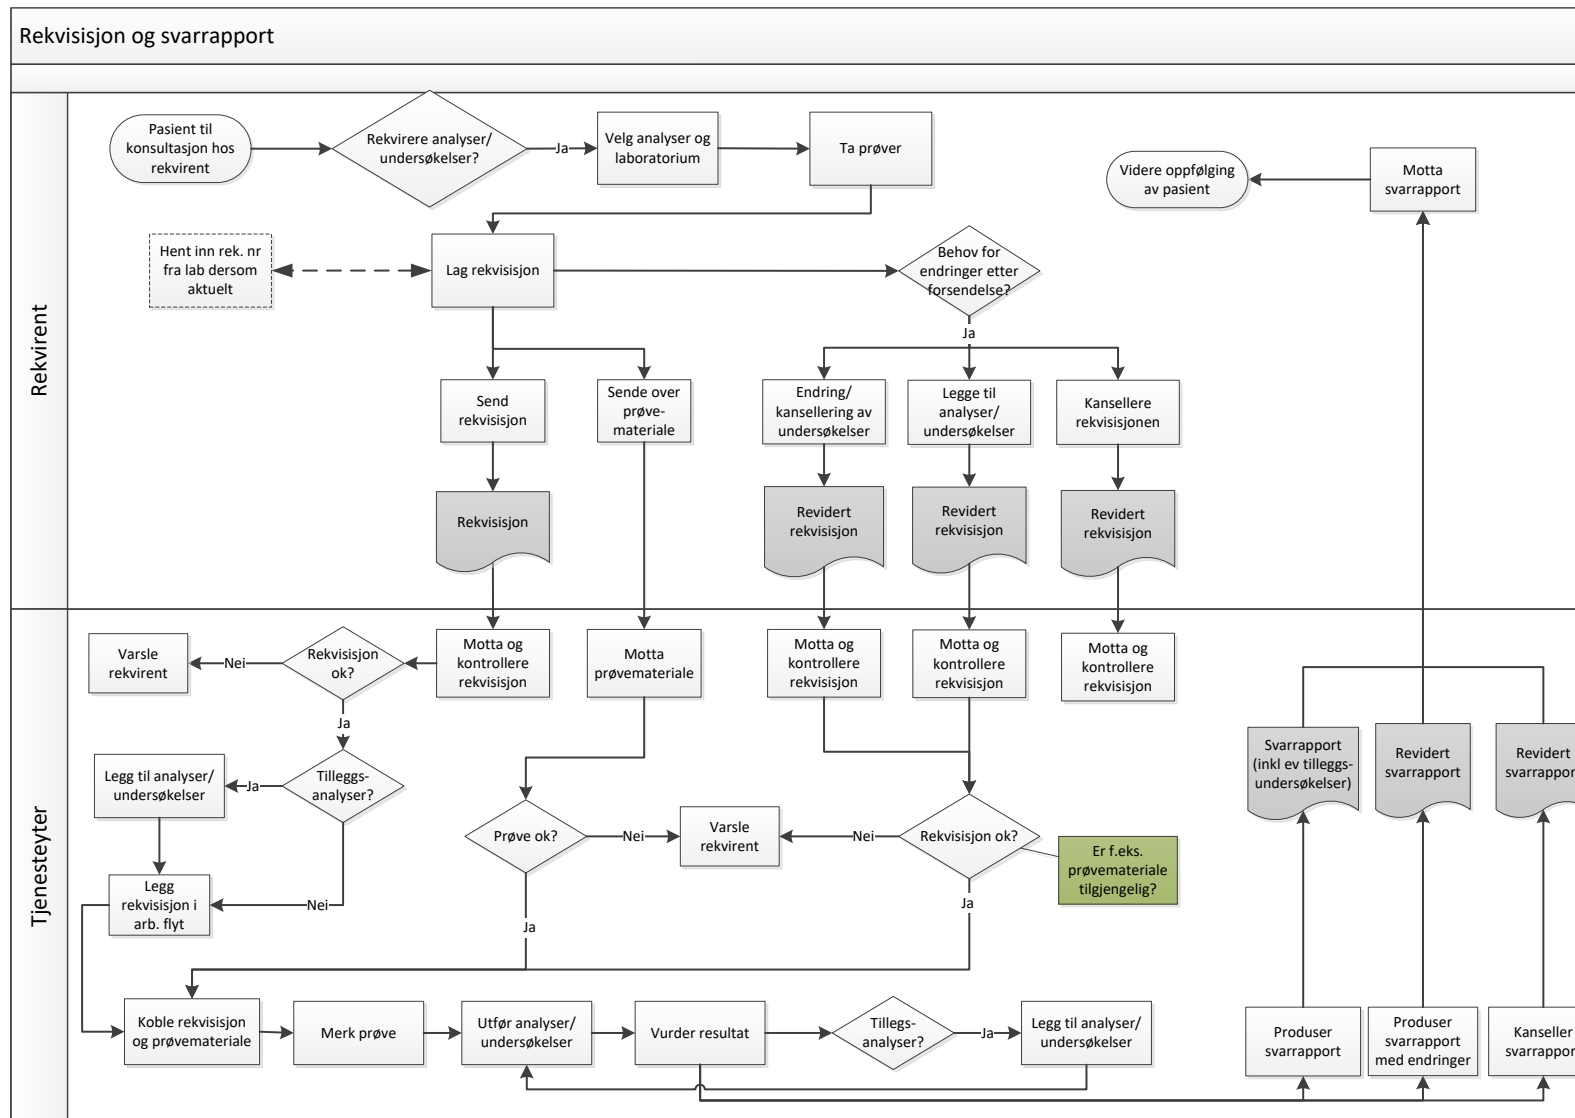 Rekvisisjon og svarrapport
Rekvirent
Pasient til
konsultasjon hos
rekvirent
Rekvirere analyser/
undersøkelser?
Ja
Velg analyser og
laboratorium
Ta prøver
Videre oppfølging
av pasient
Motta
svarrapport
Hent inn rek. nr
fra lab dersom
aktuelt
Lag rekvisisjon
Behov for
endringer etter
forsendelse?
Ja
Send
rekvisisjon
Sende over
prøve-
materiale
Endring/
kansellering av
undersøkelser
Legge til
analyser/
undersøkelser
Kansellere
rekvisisjonen
Rekvisisjon
Revidert
rekvisisjon
Revidert
rekvisisjon
Revidert
rekvisisjon
Tjenesteyter
Varsle
rekvirent
Nei
Rekvisisjon
ok?
Motta og
kontrollere
rekvisisjon
Motta
prøvemateriale
Motta og
kontrollere
rekvisisjon
Motta og
kontrollere
rekvisisjon
Motta og
kontrollere
rekvisisjon
Ja
Legg til analyser/
undersøkelser
Ja
Tilleggs-
analyser?
Svarrapport
(inkl ev tilleggs-
undersøkelser)
Revidert
svarrapport
Revidert
svarrappor
Prøve ok?
Nei
Varsle
rekvirent
Nei
Rekvisisjon ok?
Er f.eks.
prøvemateriale
tilgjengelig?
Legg
rekvisisjon i
arb. flyt
Nei
Ja
Ja
Koble rekvisisjon
og prøvemateriale
Merk prøve
Utfør analyser/
undersøkelser
Vurder resultat
Tillegs-
analyser?
Ja
Legg til analyser/
undersøkelser
Produser
svarrapport
Produser
svarrapport
med endringer
Kanseller
svarrappor